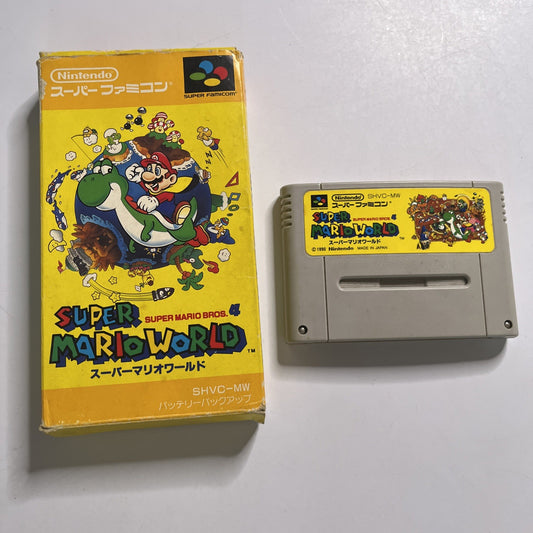 Nintendo®
スーパーファミコン®
SUPER FAMICOM™
SUPER MARIO BROS. 4
SUPER
MARIO WORLD™
スーパーマリオワールド
SHVC-MW
バッテリーバックアップ
Nintendo®
スーパーファミコン®
SHVC-MW
SUPER MARIO BROS. 4
SUPER
MARIO WORLD™
スーパーマリオワールド
© 1990 Nintendo MADE IN JAPAN